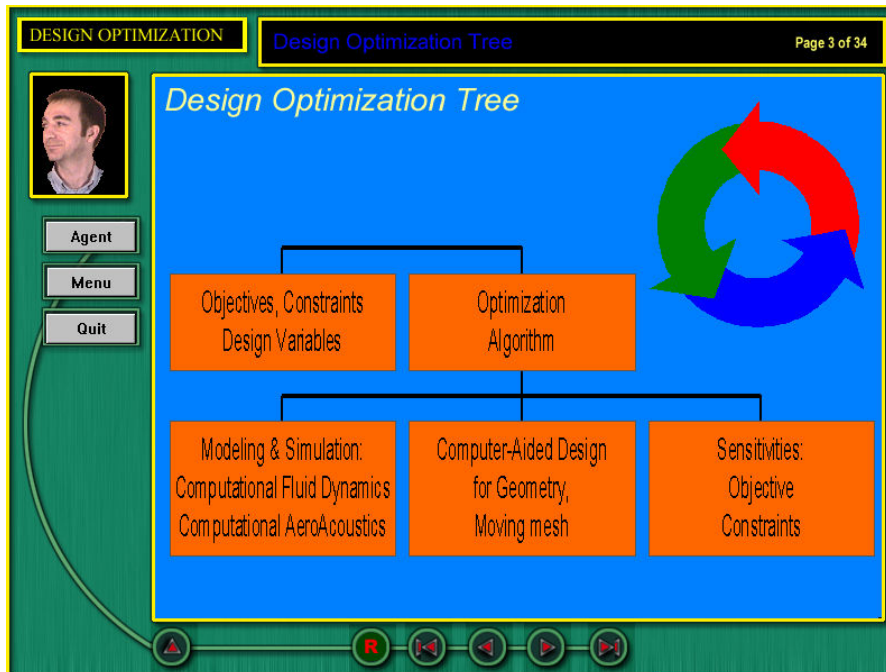 DESIGN OPTIMIZATION
Design Optimization Tree
Page 3 of 34
Design Optimization Tree
Agent
Menu
Quit
Objectives, Constraints
Design Variables
Optimization
Algorithm
Modeling & Simulation:
Computational Fluid Dynamics
Computational AeroAcoustics
Computer-Aided Design
for Geometry,
Moving mesh
Sensitivities:
Objective
Constraints
R